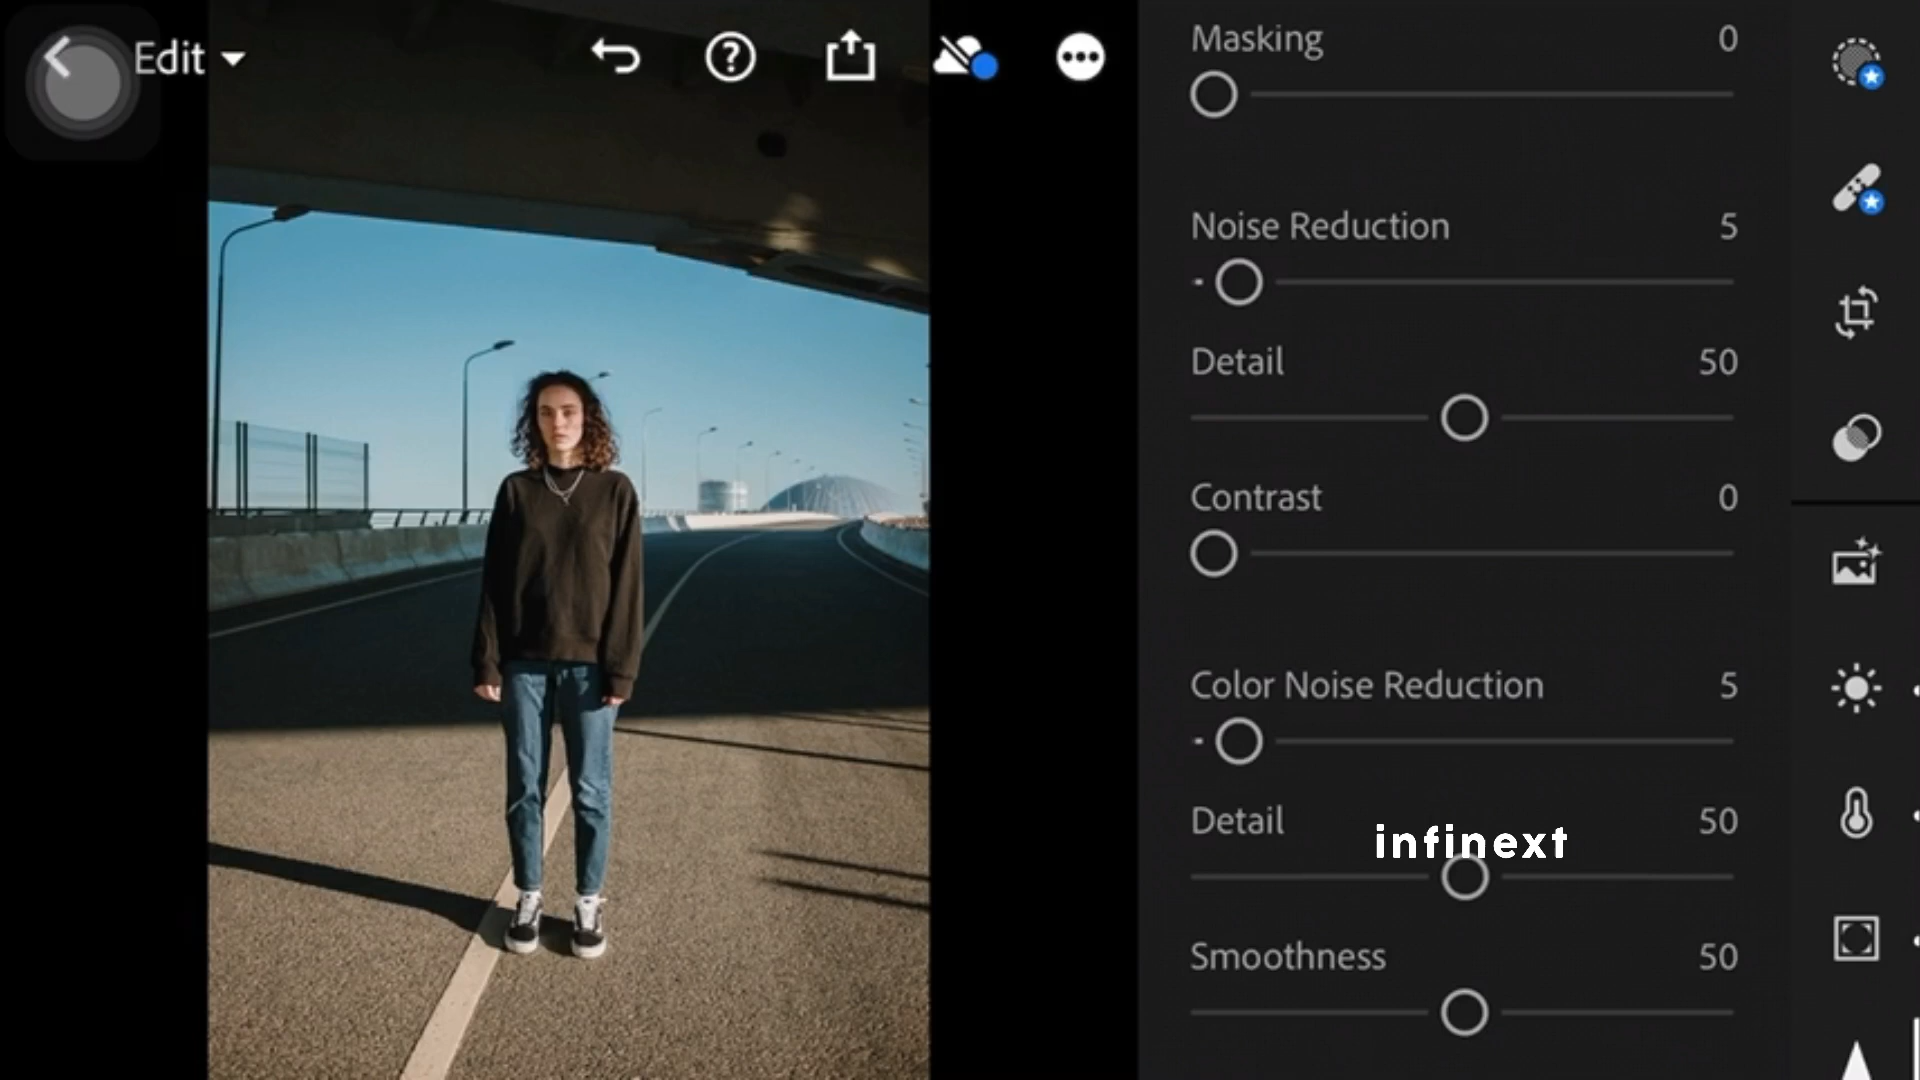 Edit
Masking 0
Noise Reduction 5
Detail 50
Contrast 0
Color Noise Reduction 5
Detail 50
infinext
Smoothness 50